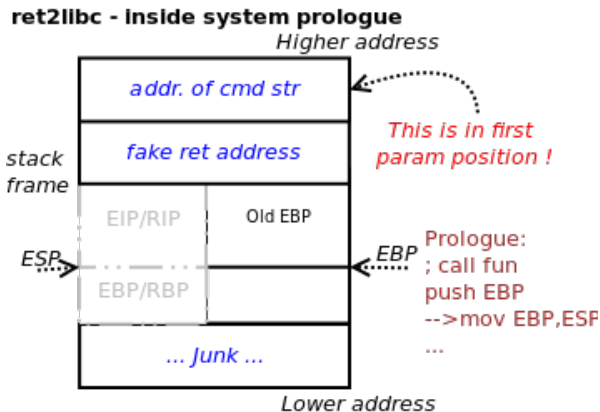 ret2libc - inside system prologue
Higher address
addr. of cmd str
This is in first
param position !
fake ret address
stack
frame
EIP/RIP
Old EBP
ESP
EBP
EBP/RBP
Prologue:
; call fun
push EBP
-->mov EBP,ESP
...
... Junk ...
Lower address